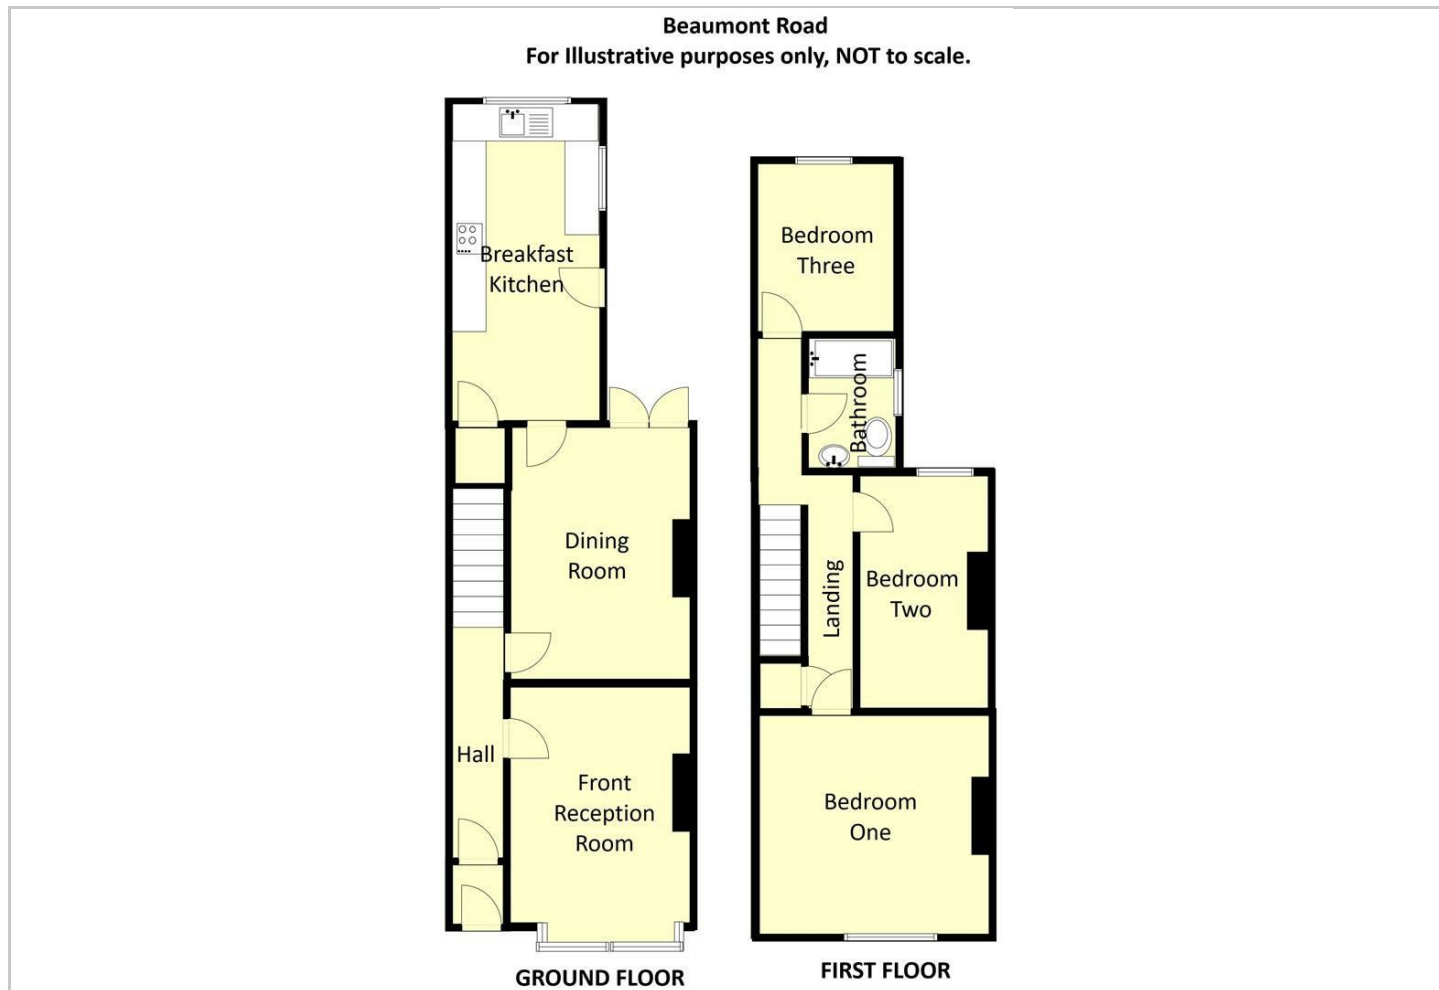 Beaumont Road
For Illustrative purposes only, NOT to scale.
Breakfast
Kitchen
Dining
Room
Hall
Front
Reception
Room
GROUND FLOOR
Bedroom
Three
Bathroom
Landing
Bedroom
Two
Bedroom
One
FIRST FLOOR